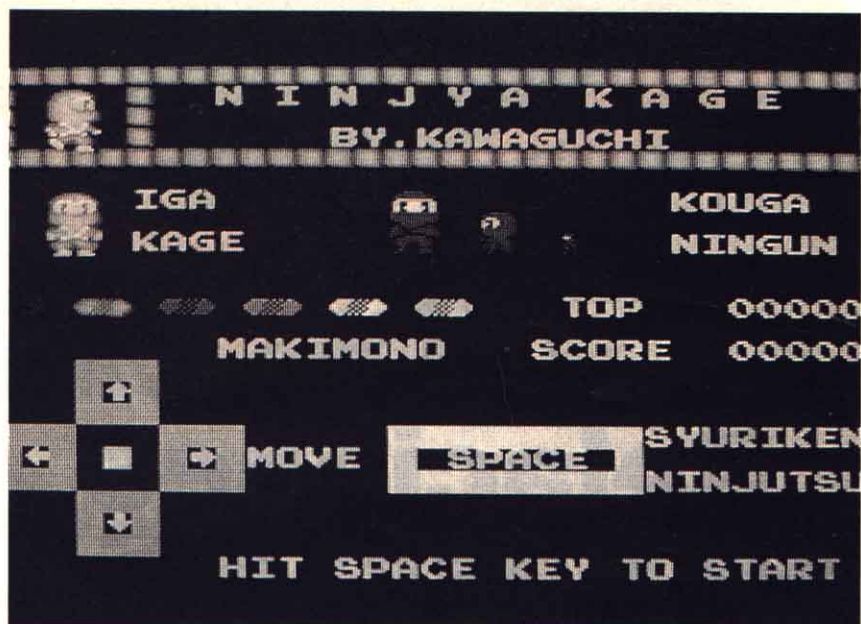 NINJYA KAGE
BY.KAWAGUCHI
IGA
KAGE
KOUGA
NINGUN
TOP 00000
MAKIMONO SCORE 00000
MOVE SPACE SYURIKEN
NINJUTSU
HIT SPACE KEY TO START